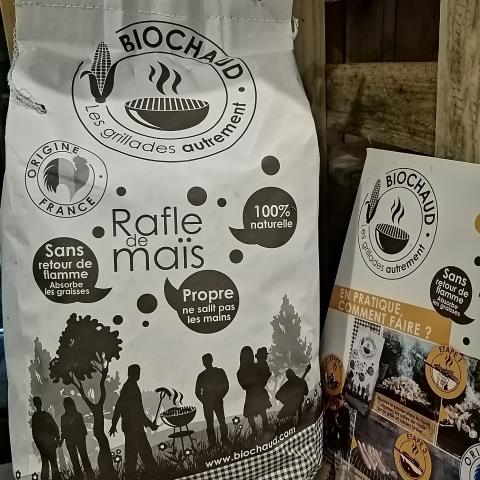 BIOCHAUD
Les grillades autrement
ORIGINE
FRANCE
Rafle
de
maïs
100%
naturelle
Sans
retour de
flamme
Absorbe
les graisses
Propre
ne salit pas
les mains
www.biochaud.com
BIOCHAUD
Les grillades autrement
Sans
retour de
flamme
Absorbe
les graisses
EN PRATIQUE,
COMMENT FAIRE ?
ETAPE
ETAPE